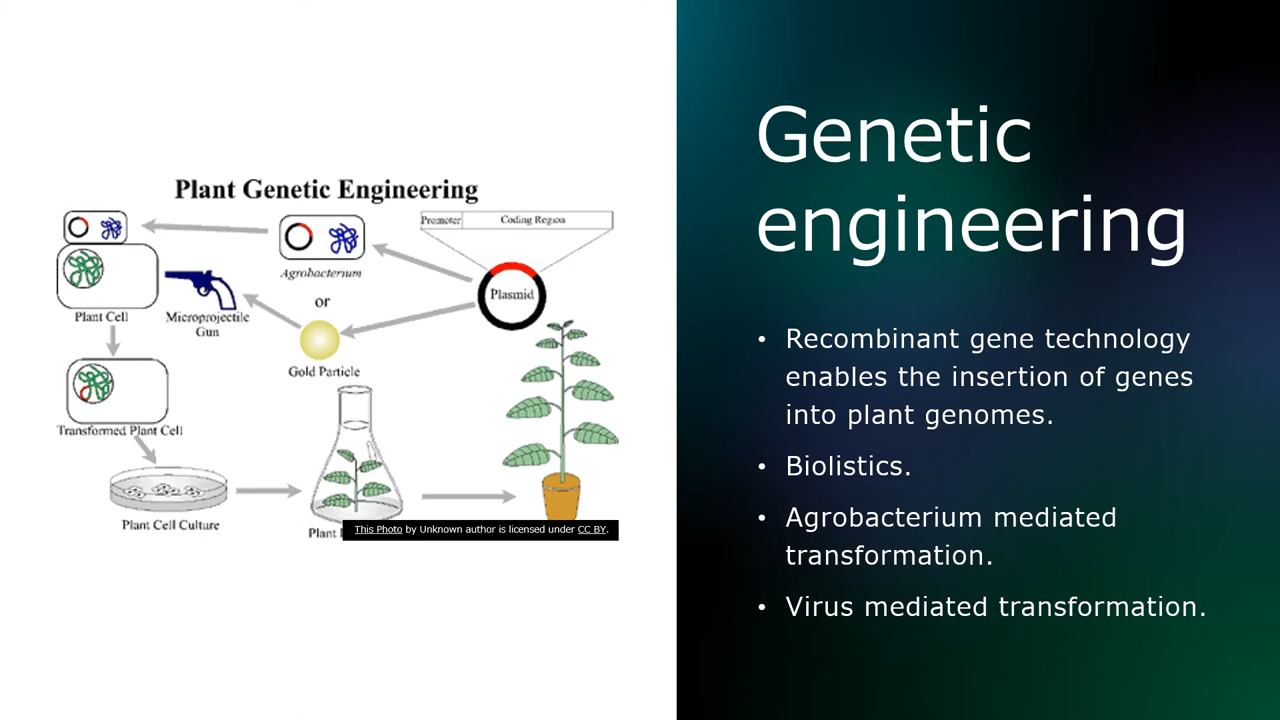 Plant Genetic Engineering
Promoter Coding Region
Plasmid
Agrobacterium
or
Plant Cell
Microprojectile
Gun
Gold Particle
Transformed Plant Cell
Plant Cell Culture
Plant
This Photo by Unknown author is licensed under CC BY.
Genetic
engineering
• Recombinant gene technology
enables the insertion of genes
into plant genomes.
• Biolistics.
• Agrobacterium mediated
transformation.
• Virus mediated transformation.